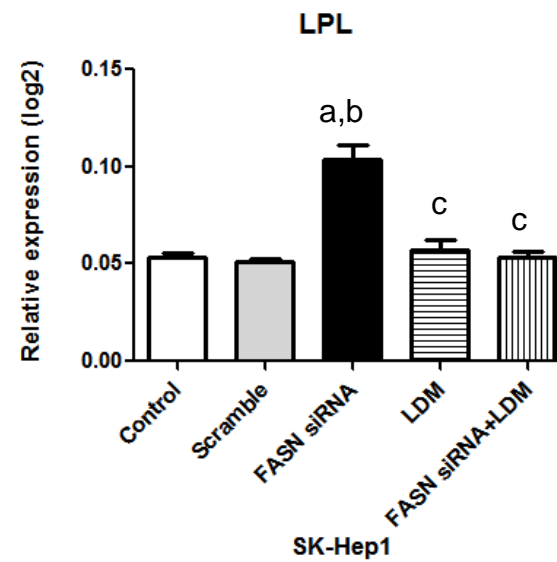 LPL
Relative expression (log2)
0.15
0.10
0.05
0.00
a,b
c
c
Control
Scramble
FASN siRNA
LDM
FASN siRNA+LDM
SK-Hep1